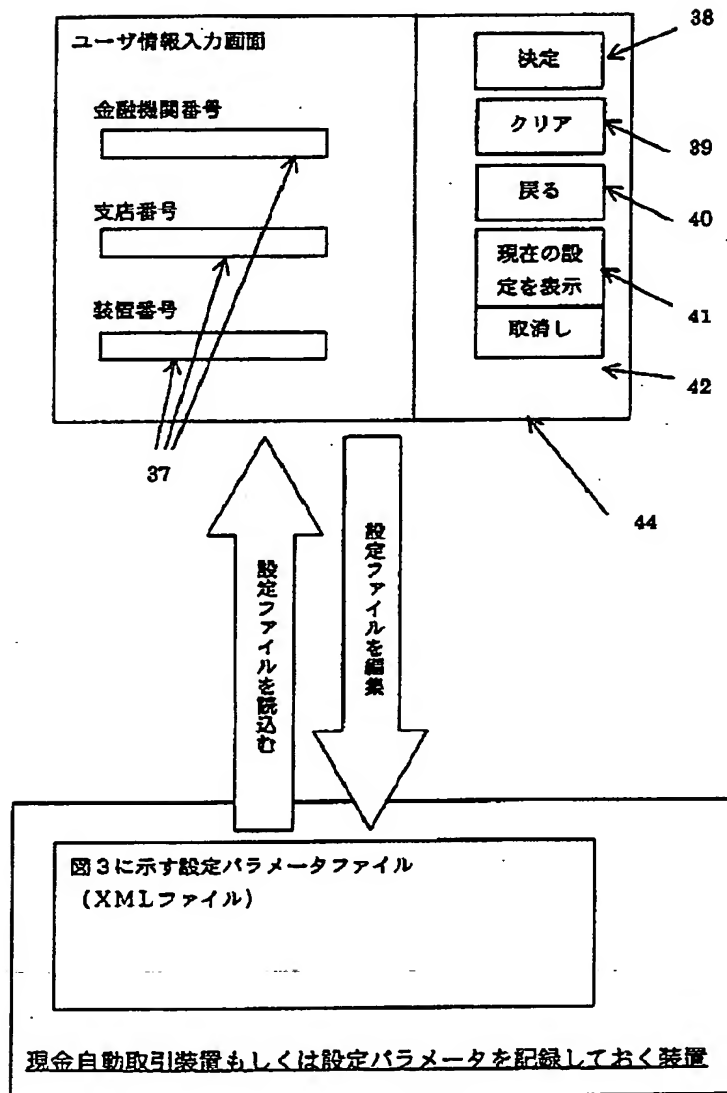 ユーザ情報入力画面
金融機関番号
支店番号
装置番号
37
決定
クリア
戻る
現在の設
定を表示
取消し
38
39
40
41
42
44
設定ファイルを読込む
設定ファイルを編集
図3に示す設定パラメータファイル
(XMLファイル)
現金自動取引装置もしくは設定パラメータを記録しておく装置